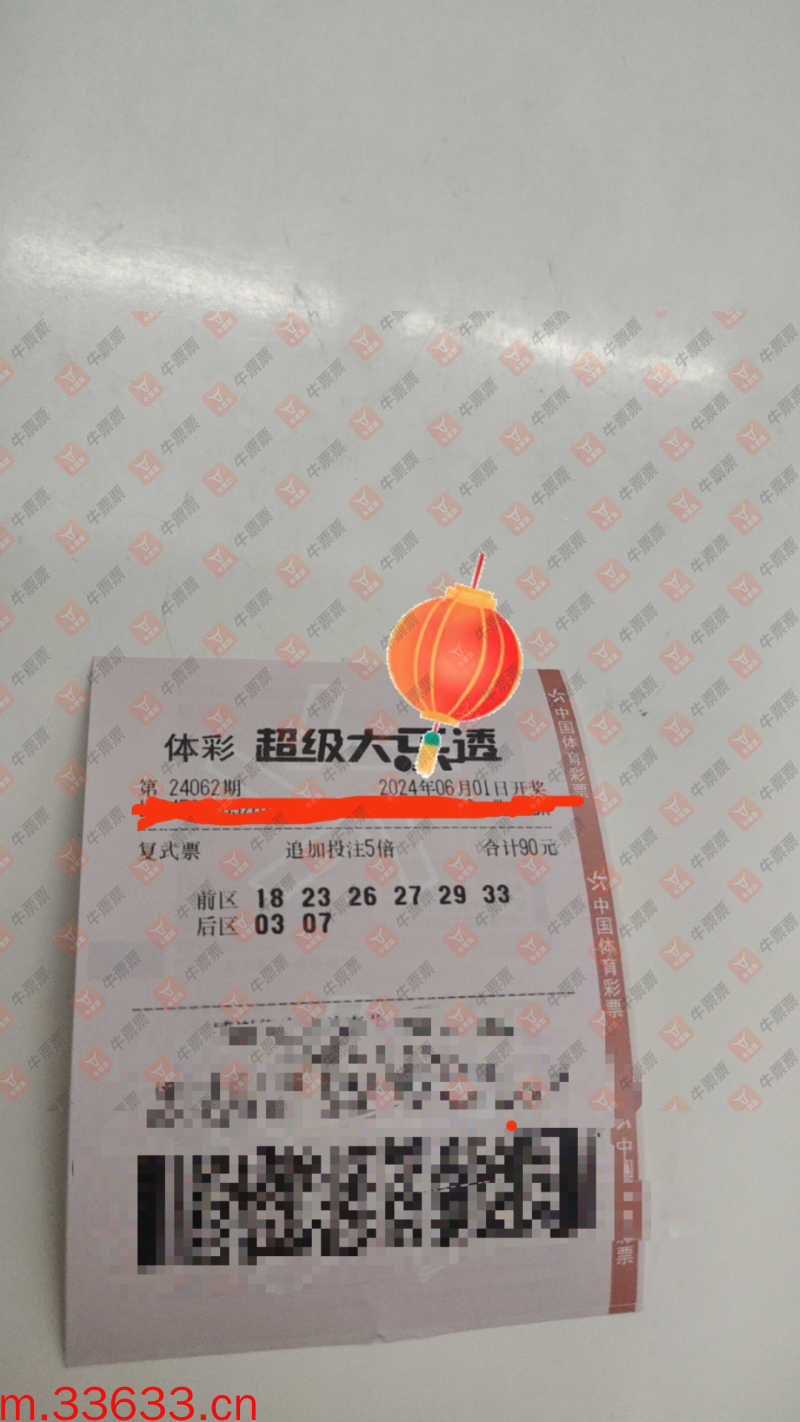 体彩 超级大乐透
第 24062期 2024年06月01日开奖
复式票 追加投注5倍 合计90元
前区 18 23 26 27 29 33
后区 03 07
中国体育彩票
中国体育彩票
牛票票
m.33633.cn